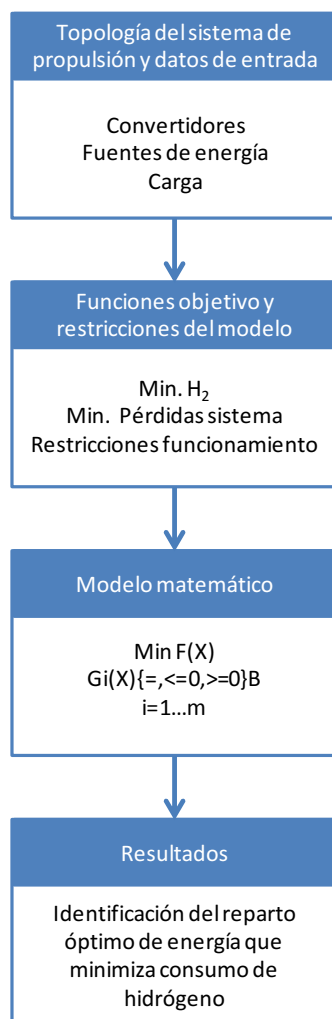 Topología del sistema de
propulsión y datos de entrada
Convertidores
Fuentes de energía
Carga
Funciones objetivo y
restricciones del modelo
Min. H₂
Min. Pérdidas sistema
Restricciones funcionamiento
Modelo matemático
Min F(X)
Gi(X){=,<=0,>=0}B
i=1...m
Resultados
Identificación del reparto
óptimo de energía que
minimiza consumo de
hidrógeno